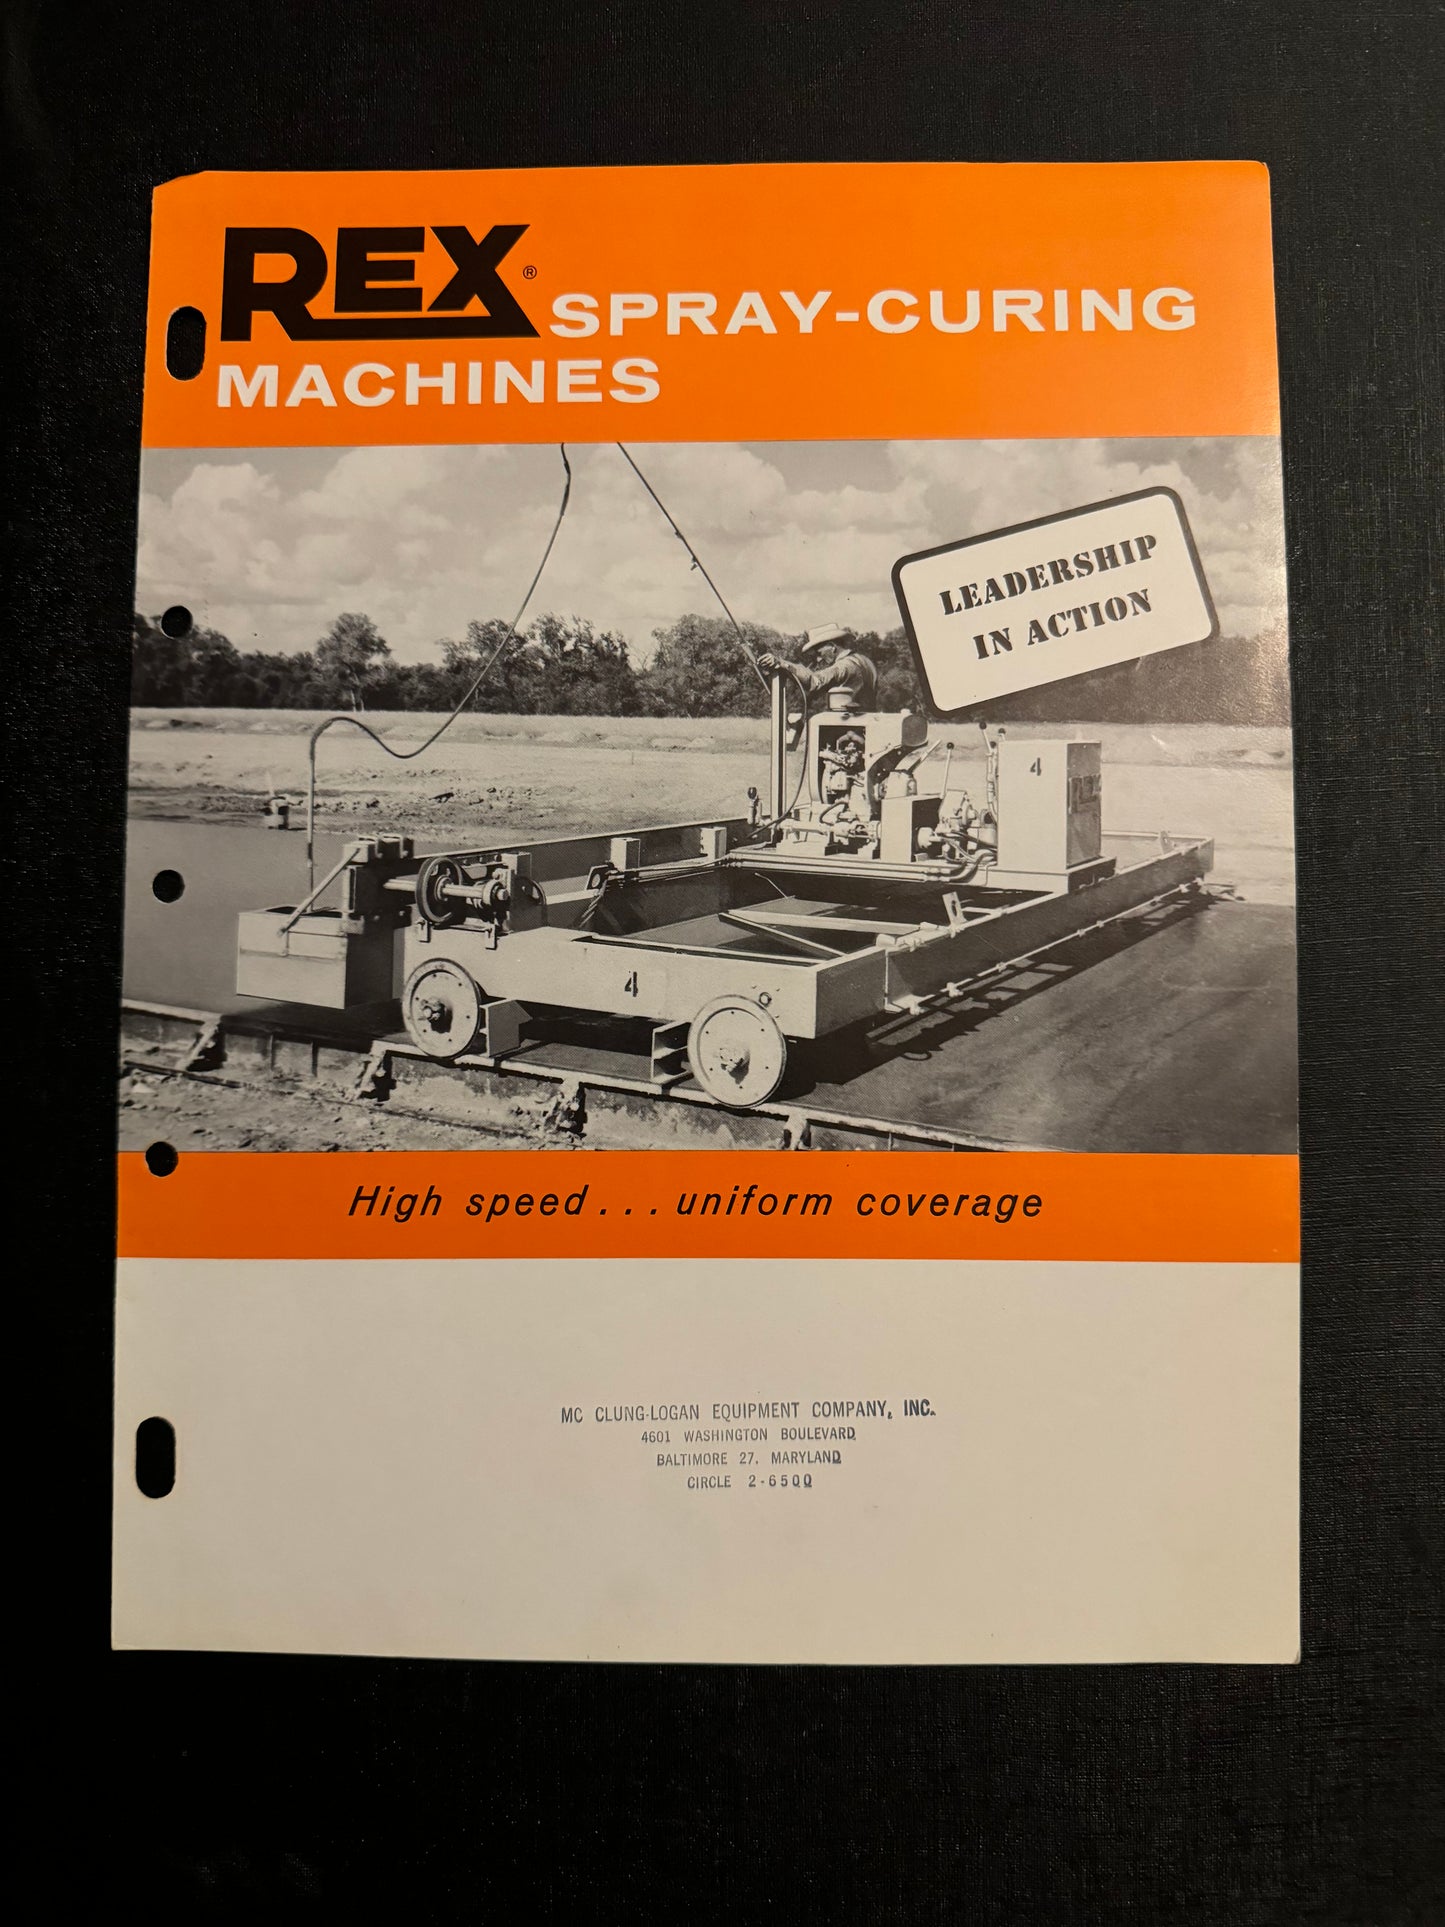 REX® SPRAY-CURING
MACHINES
LEADERSHIP
IN ACTION
4
REX
4
High speed... uniform coverage
MC CLUNG-LOGAN EQUIPMENT COMPANY, INC.
4601 WASHINGTON BOULEVARD
BALTIMORE 27, MARYLAND
CIRCLE 2-6500